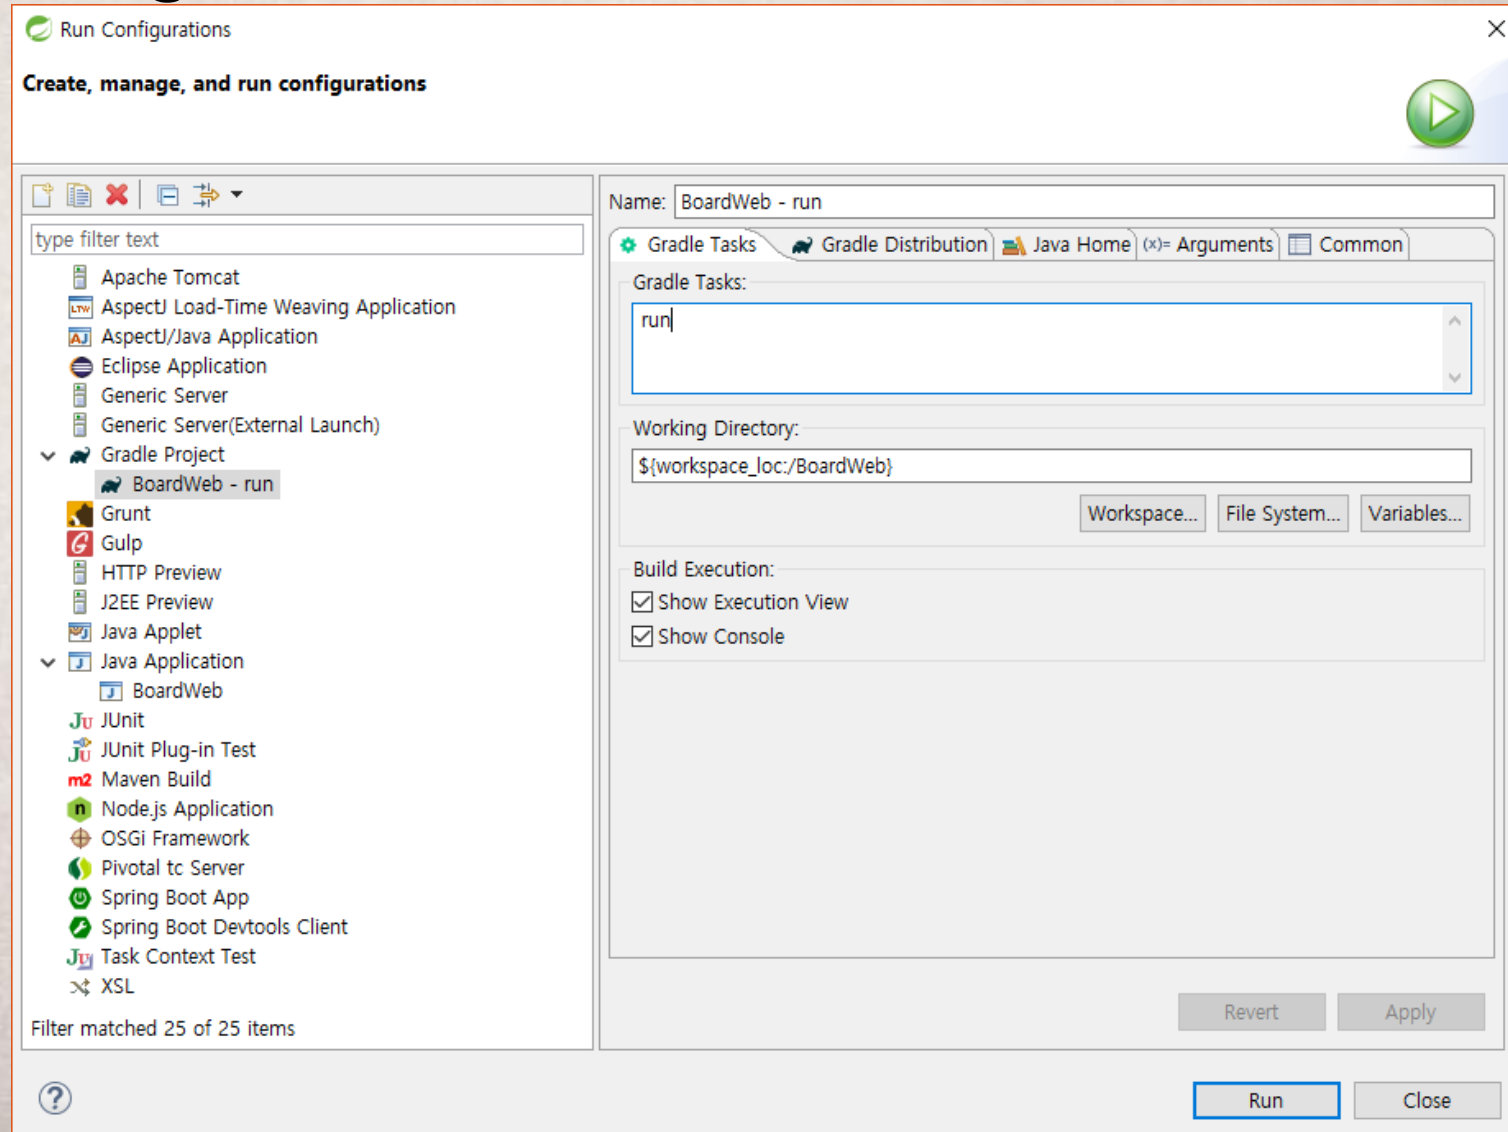 Run Configurations
Create, manage, and run configurations
type filter text
Apache Tomcat
AspectJ Load-Time Weaving Application
AspectJ/Java Application
Eclipse Application
Generic Server
Generic Server(External Launch)
Gradle Project
BoardWeb - run
Grunt
Gulp
HTTP Preview
J2EE Preview
Java Applet
Java Application
BoardWeb
JUnit
JUnit Plug-in Test
m2 Maven Build
Node.js Application
OSGi Framework
Pivotal tc Server
Spring Boot App
Spring Boot Devtools Client
Task Context Test
XSL
Filter matched 25 of 25 items
Name: BoardWeb - run
Gradle Tasks Gradle Distribution Java Home (x)= Arguments Common
Gradle Tasks:
run
Working Directory:
${workspace_loc:/BoardWeb}
Workspace... File System... Variables...
Build Execution:
Show Execution View
Show Console
Revert Apply
Run Close